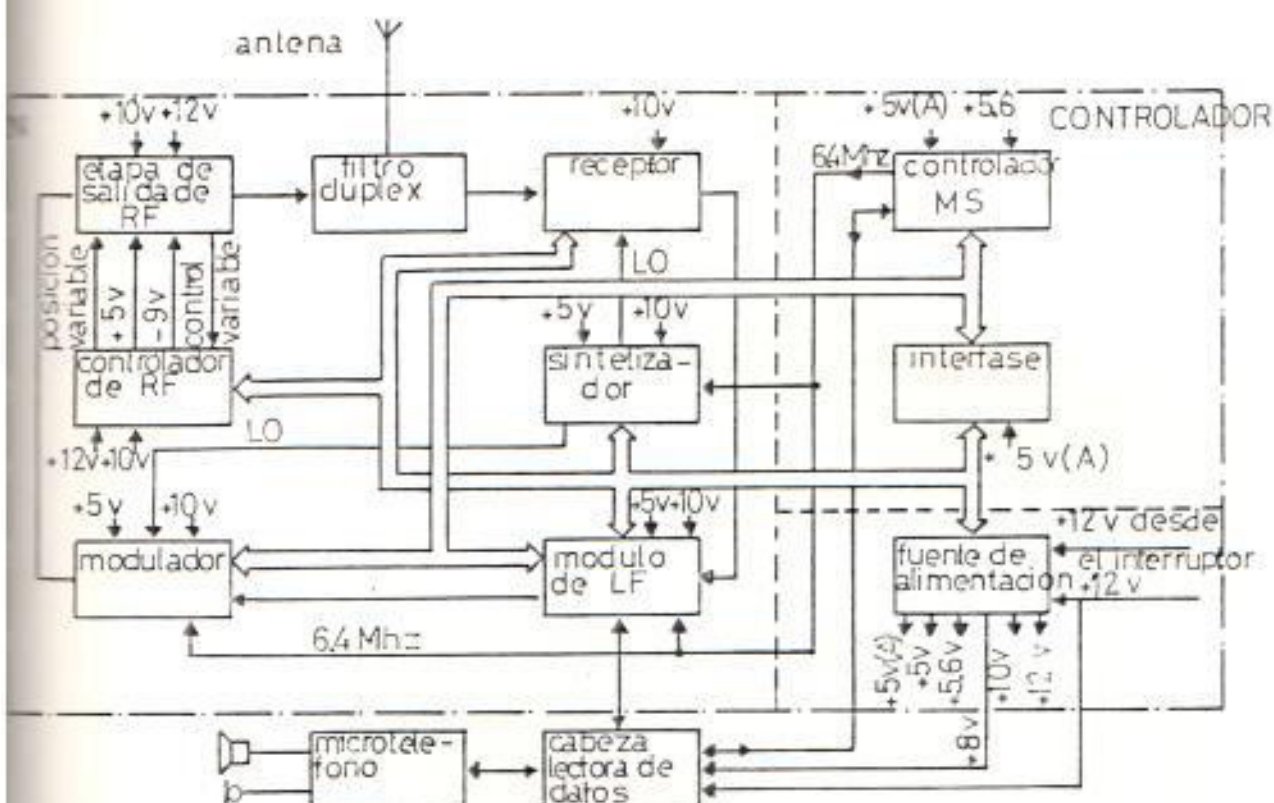 antena
+10v +12v
+10v
+5v(A) +5.6
CONTROLADOR
etapa de
salida de
RF
filtro
duplex
receptor
6.4Mhz
controlador
MS
posicion
variable
+5v
-9v
control
variabe
LO
+5v
+10v
controlador
de RF
sintetiza-
dor
interfase
LO
+12v +10v
5v(A)
+5v
+10v
+5v +10v
+12v desde
el interruptor
+12v
modulador
modulo
de LF
fuente de
alimentación
6.4 Mhz
+5v(A)
+5v
+5.6v
+8v
+10v
+12v
microtele-
fono
cabeza
lectora de
datos